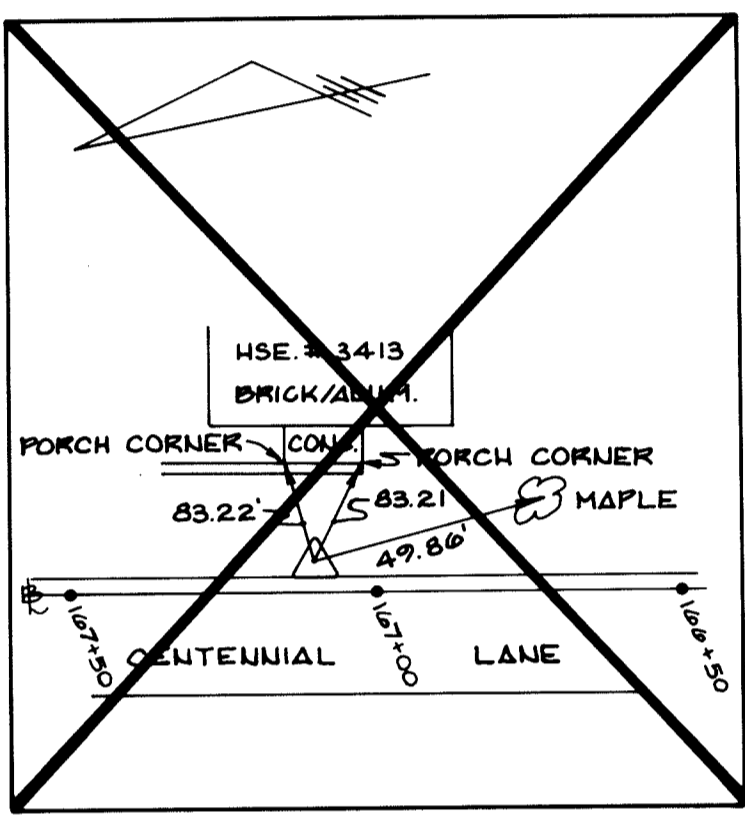 HSE. # 3413
BRICK/ALUM.
PORCH CORNER
CONC.
PORCH CORNER
83.22'
83.21
MAPLE
49.86'
167+50
167+00
166+50
CENTENNIAL LANE